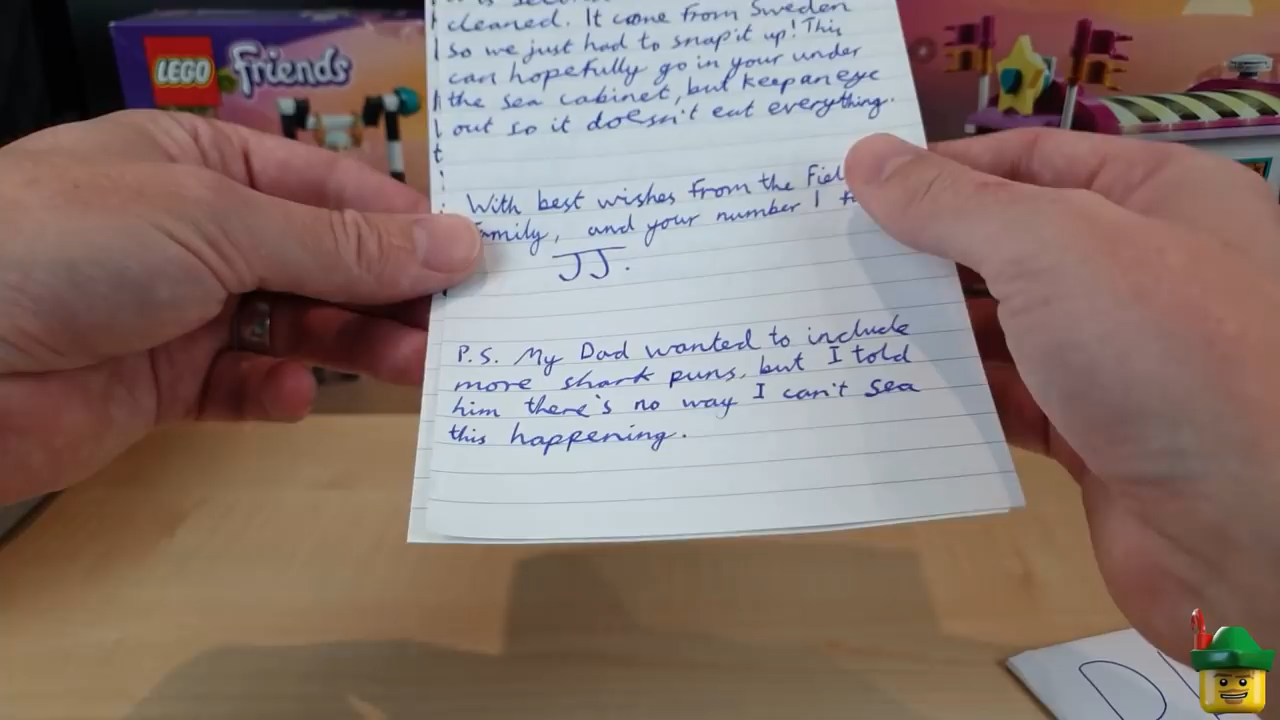 cleaned. It come from Sweden
so we just had to snap it up! This
can hopefully go in your under
the sea cabinet, but keep an eye
out so it doesn't eat everything.
With best wishes from the
family, and your number 1
JJ.
P.S. My Dad wanted to include
more shark puns, but I told
him there's no way I can't sea
this happening.
LEGO Friends